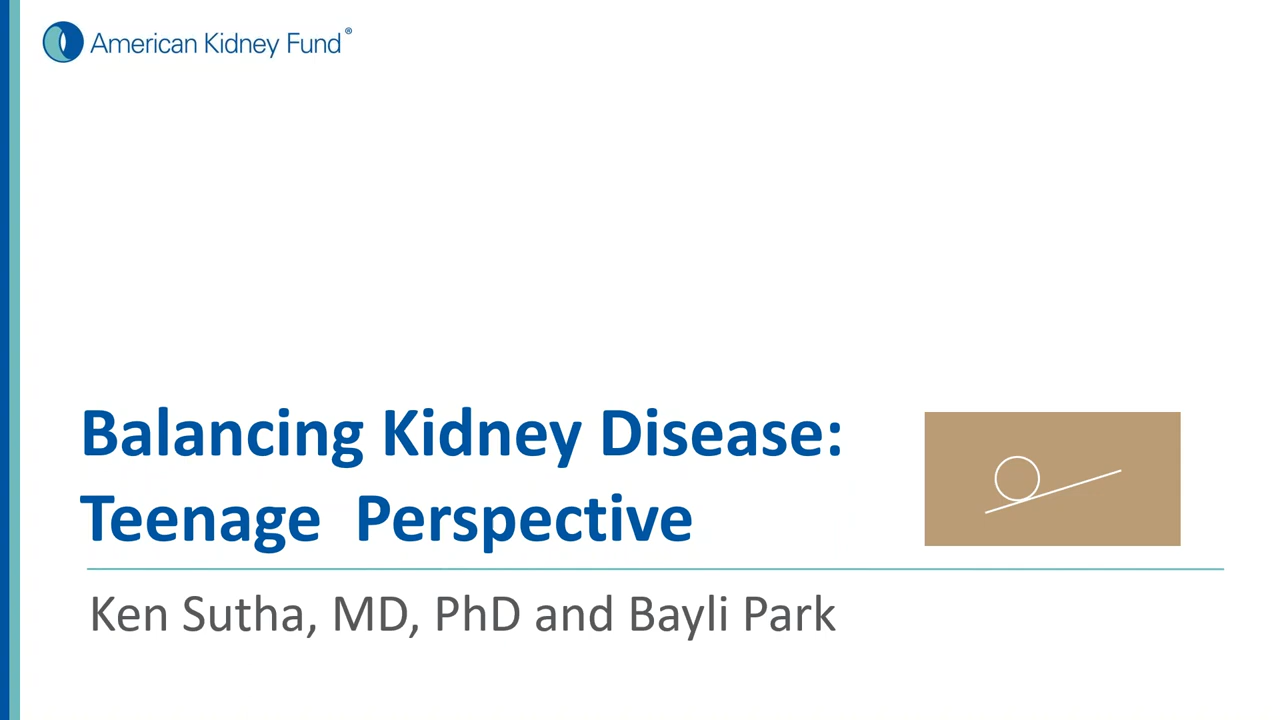 American Kidney Fund®
Balancing Kidney Disease:
Teenage  Perspective
Ken Sutha, MD, PhD and Bayli Park